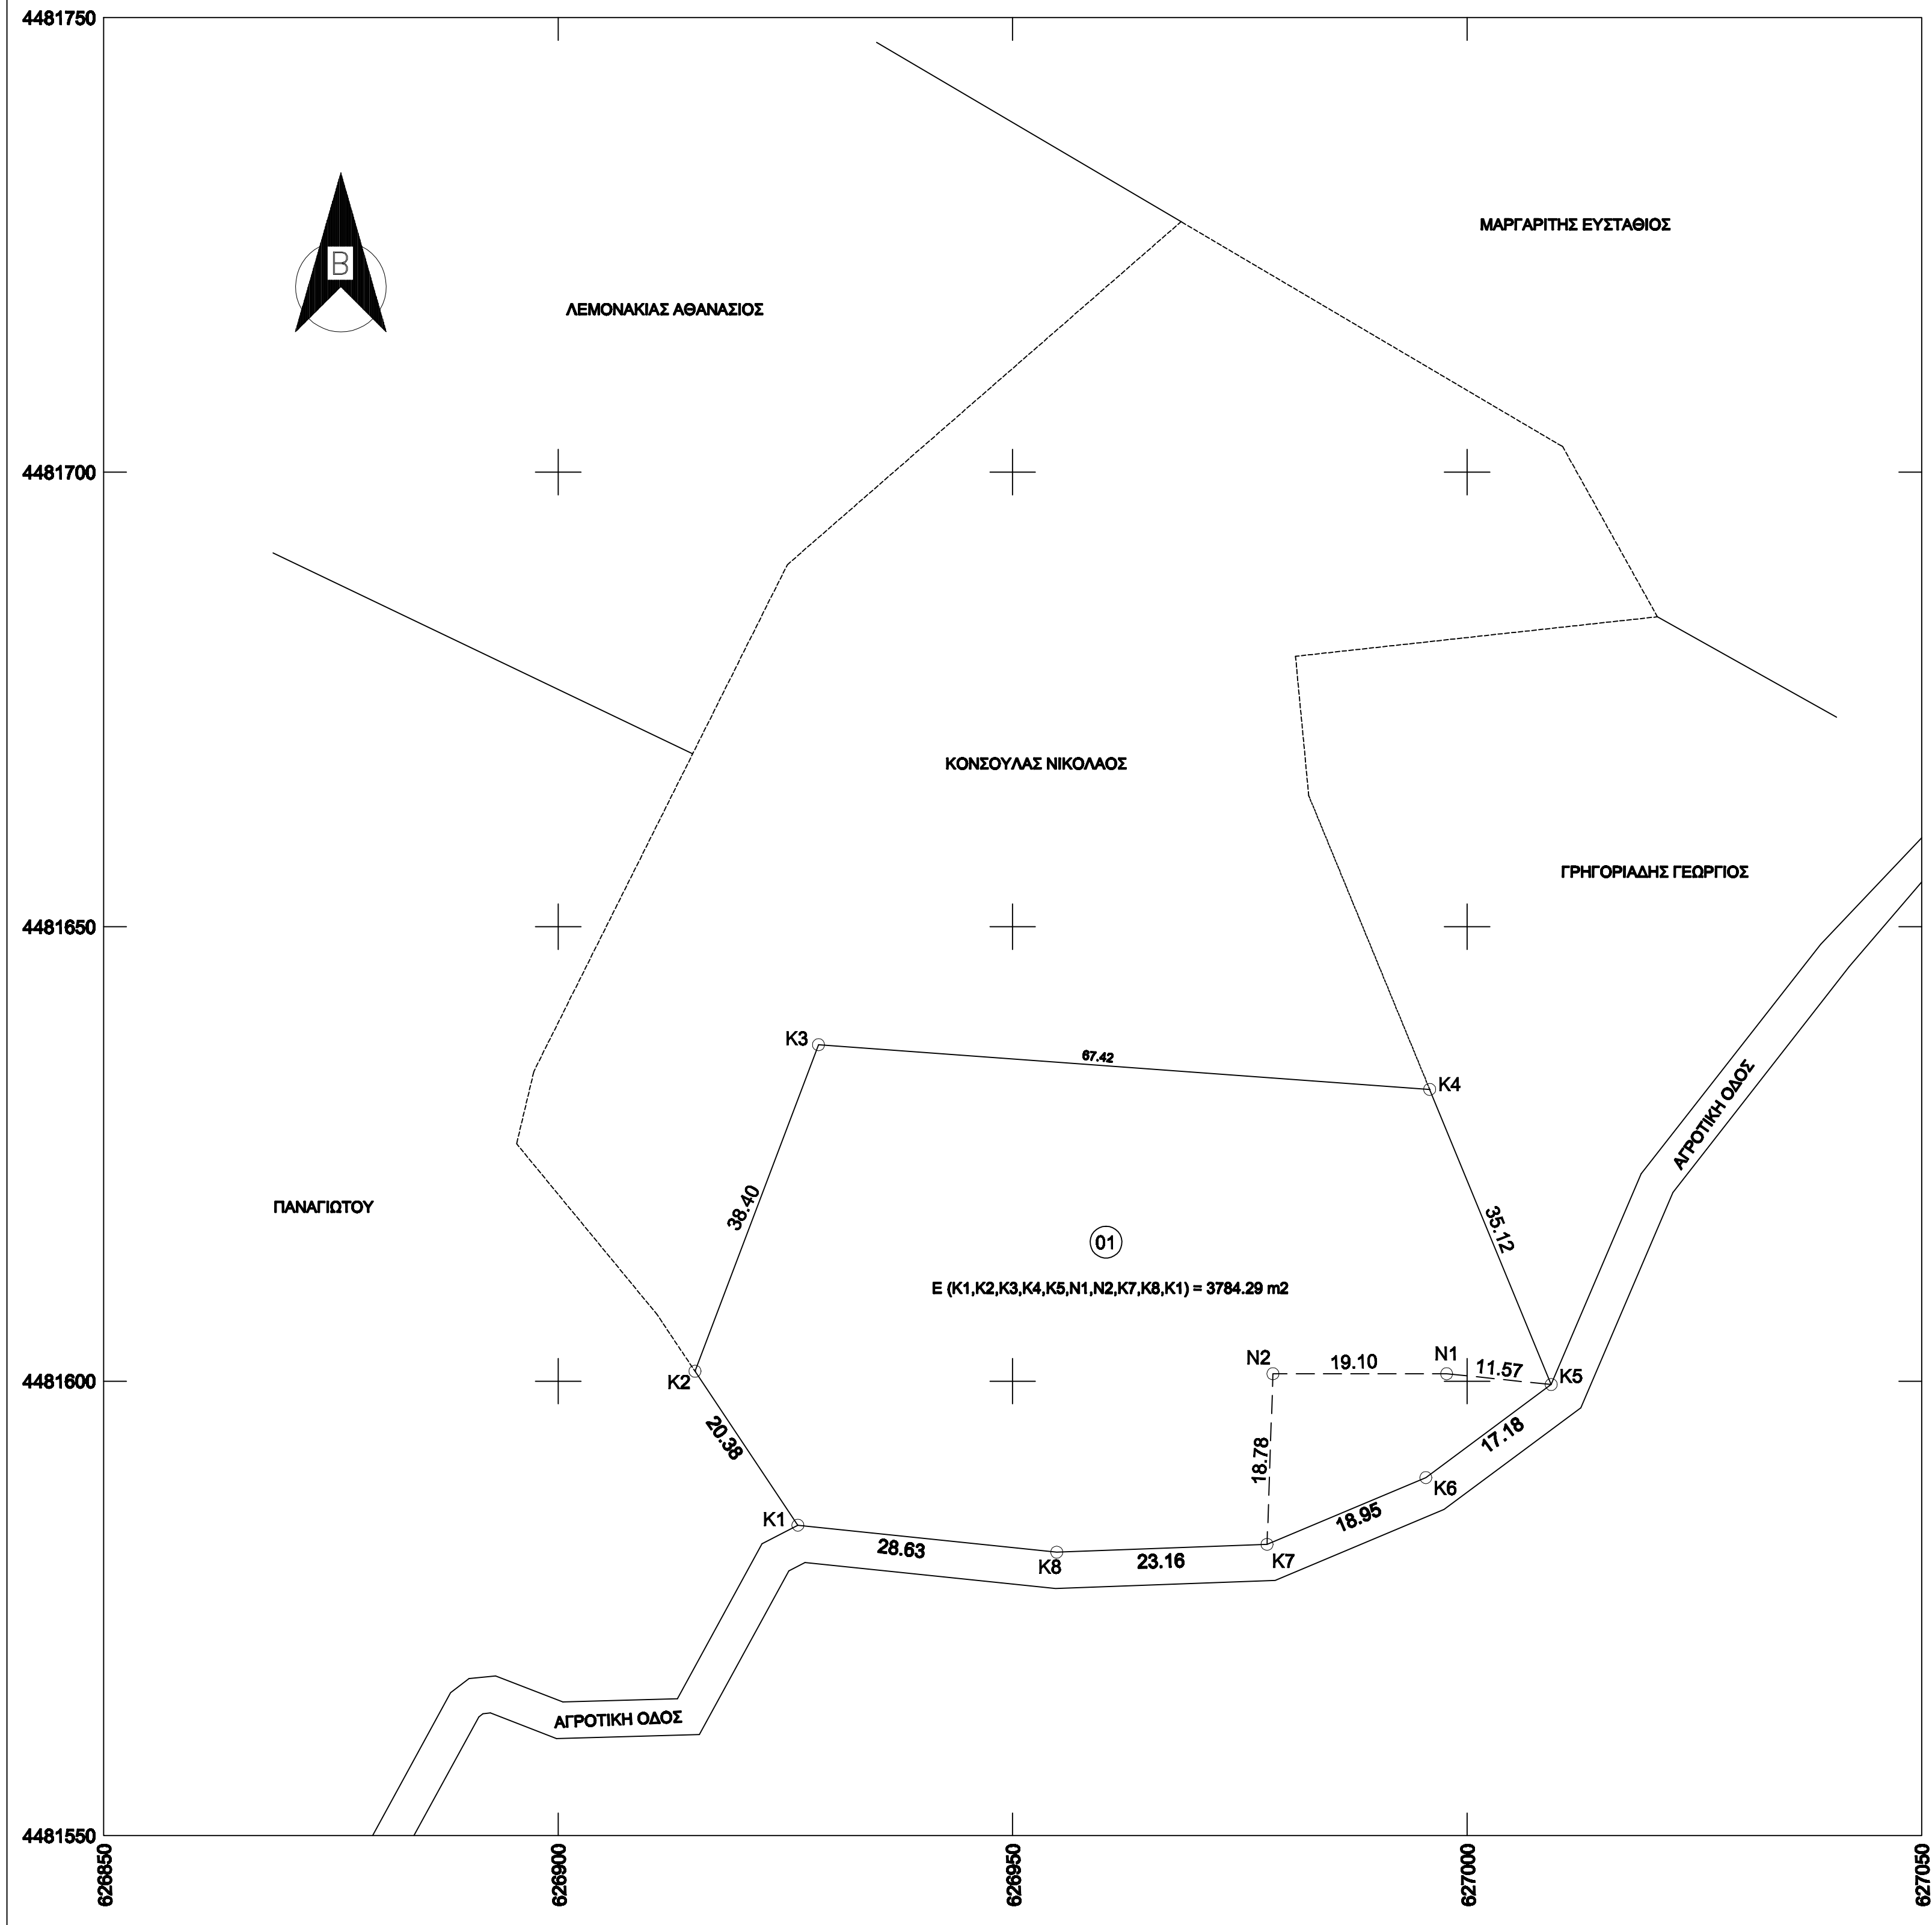 4481750
ΜΑΡΓΑΡΙΤΗΣ ΕΥΣΤΑΘΙΟΣ
B
ΛΕΜΟΝΑΚΙΑΣ ΑΘΑΝΑΣΙΟΣ
4481700
ΚΟΝΣΟΥΛΑΣ ΝΙΚΟΛΑΟΣ
ΓΡΗΓΟΡΙΑΔΗΣ ΓΕΩΡΓΙΟΣ
4481650
K3
67.42
K4
ΑΓΡΟΤΙΚΗ ΟΔΟΣ
ΠΑΝΑΓΙΩΤΟΥ
38.40
35.12
01
E (K1,K2,K3,K4,K5,N1,N2,K7,K8,K1) = 3784.29 m2
N2
19.10
N1
11.57
K5
4481600
K2
20.38
18.78
17.18
K6
K1
18.95
28.63
K8
23.16
K7
ΑΓΡΟΤΙΚΗ ΟΔΟΣ
4481550
626850
626900
626950
627000
627050